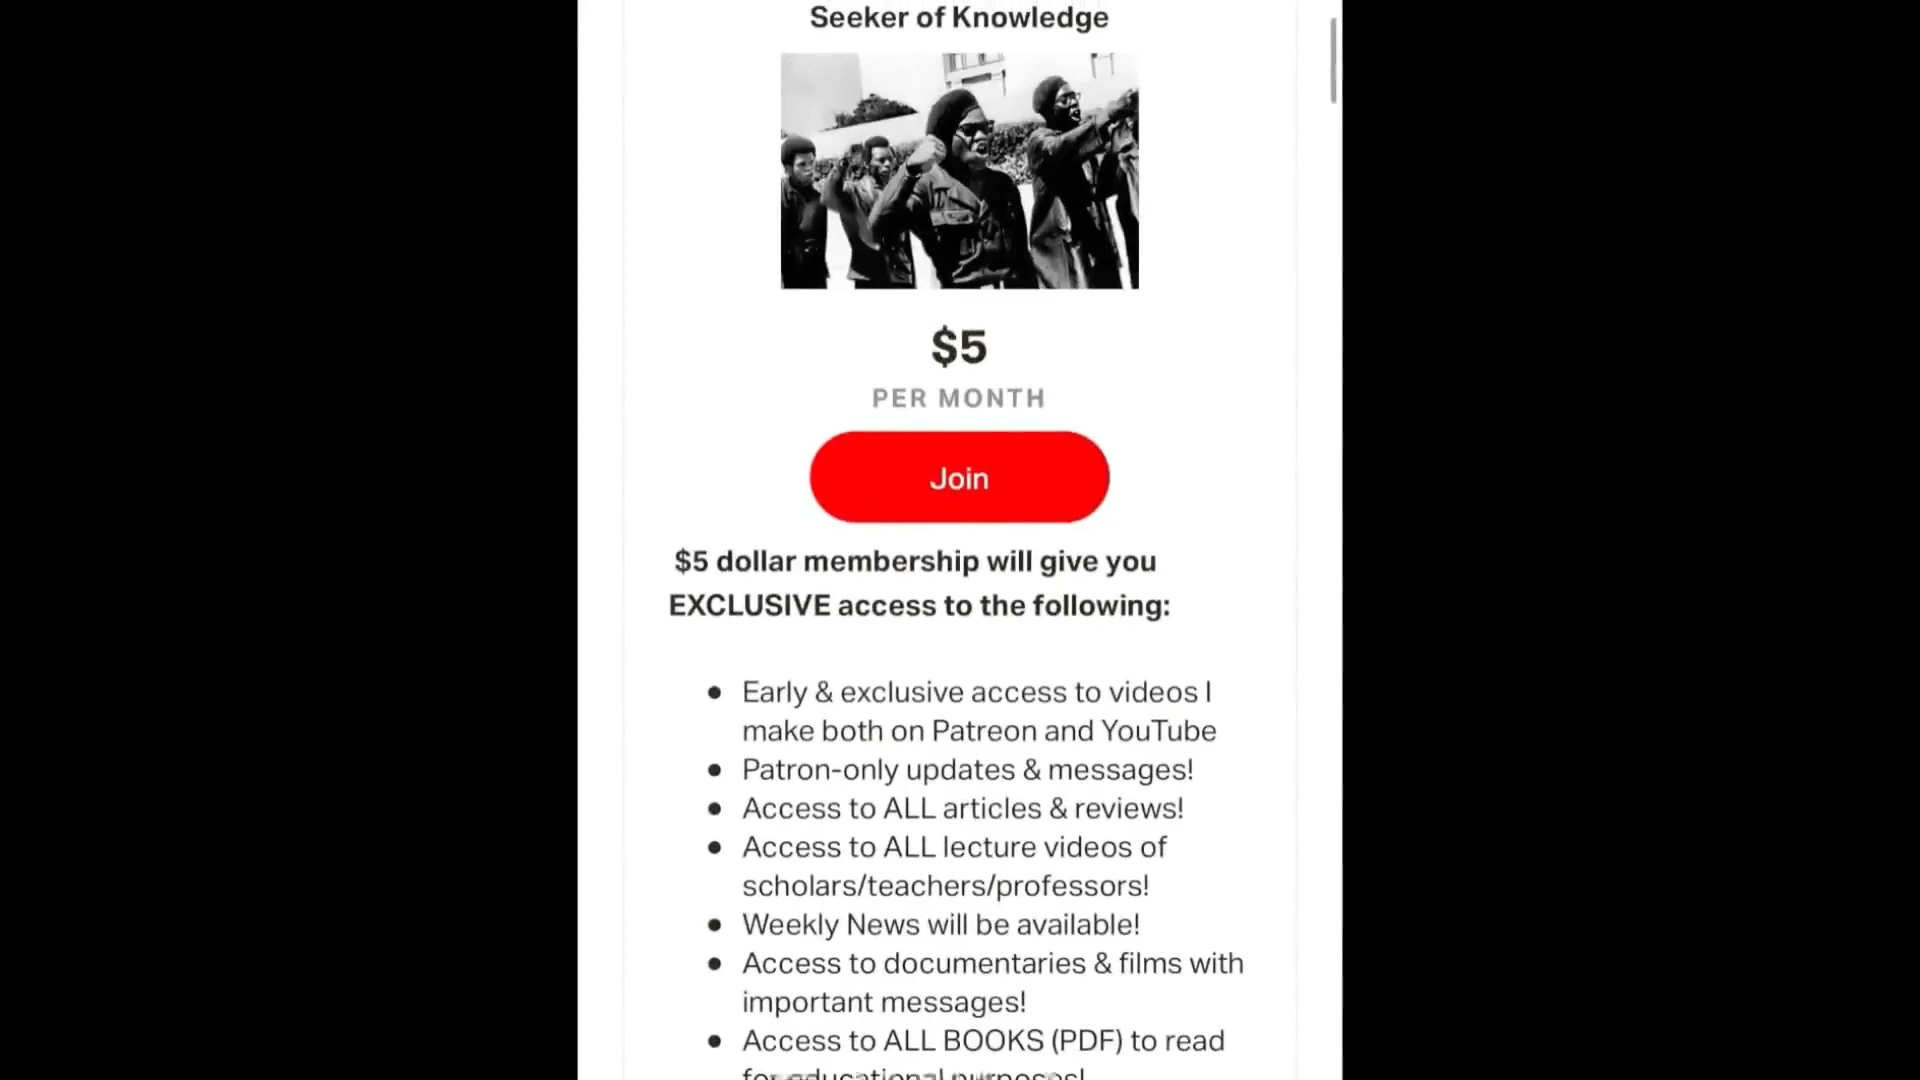 Seeker of Knowledge
$5
PER MONTH
Join
$5 dollar membership will give you
EXCLUSIVE access to the following:
• Early & exclusive access to videos I
make both on Patreon and YouTube
• Patron-only updates & messages!
• Access to ALL articles & reviews!
• Access to ALL lecture videos of
scholars/teachers/professors!
• Weekly News will be available!
• Access to documentaries & films with
important messages!
• Access to ALL BOOKS (PDF) to read
for educational purposes!